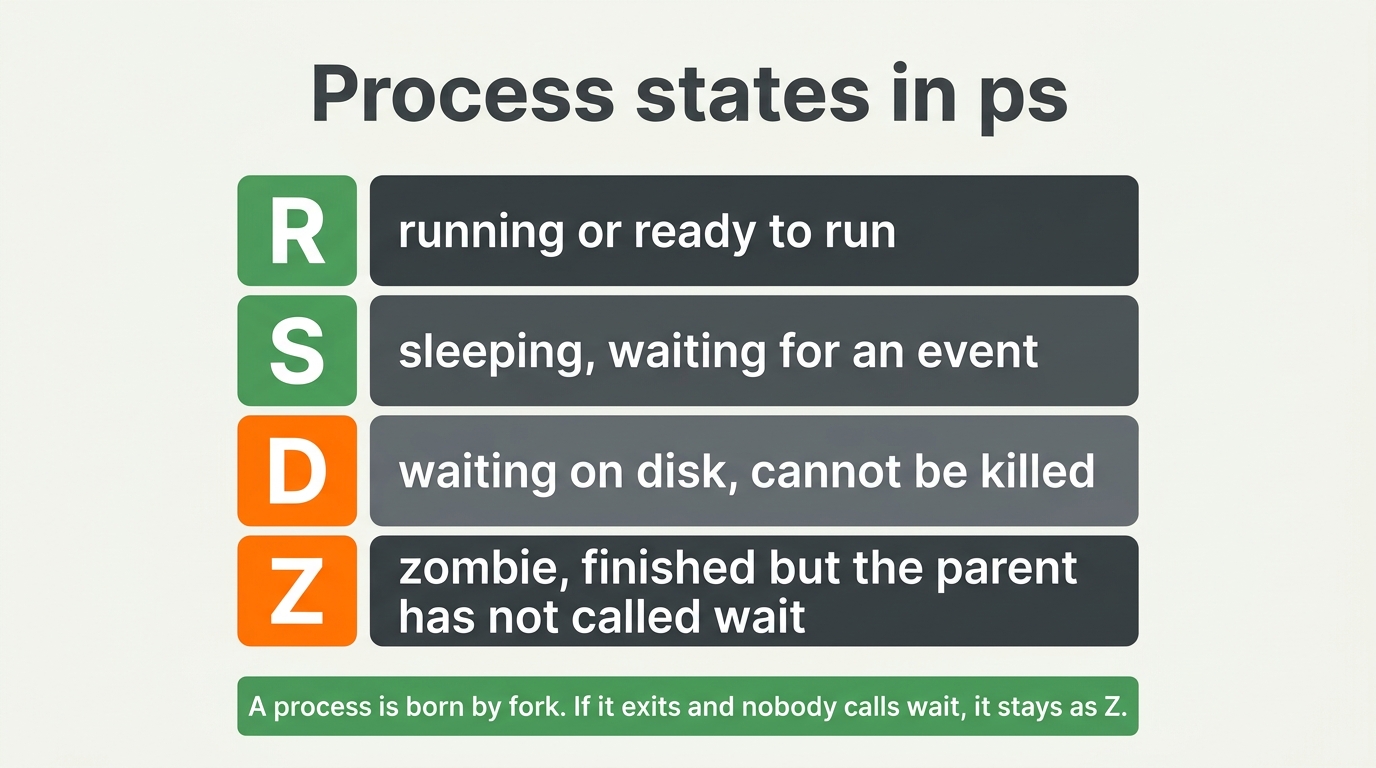 Process states in ps
R
running or ready to run
S
sleeping, waiting for an event
D
waiting on disk, cannot be killed
Z
zombie, finished but the parent
has not called wait
A process is born by fork. If it exits and nobody calls wait, it stays as Z.